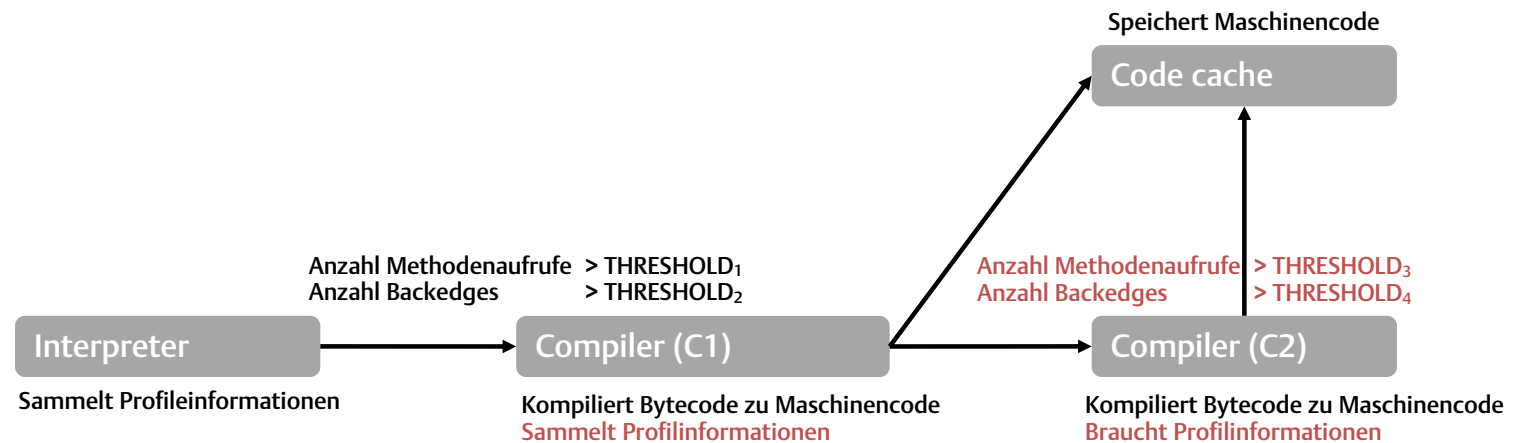 Speichert Maschinencode
Code cache
Anzahl Methodenaufrufe > THRESHOLD₁
Anzahl Backedges > THRESHOLD₂
Anzahl Methodenaufrufe > THRESHOLD₃
Anzahl Backedges > THRESHOLD₄
Interpreter
Compiler (C1)
Compiler (C2)
Sammelt Profileinformationen
Kompiliert Bytecode zu Maschinencode
Sammelt Profilinformationen
Kompiliert Bytecode zu Maschinencode
Braucht Profilinformationen